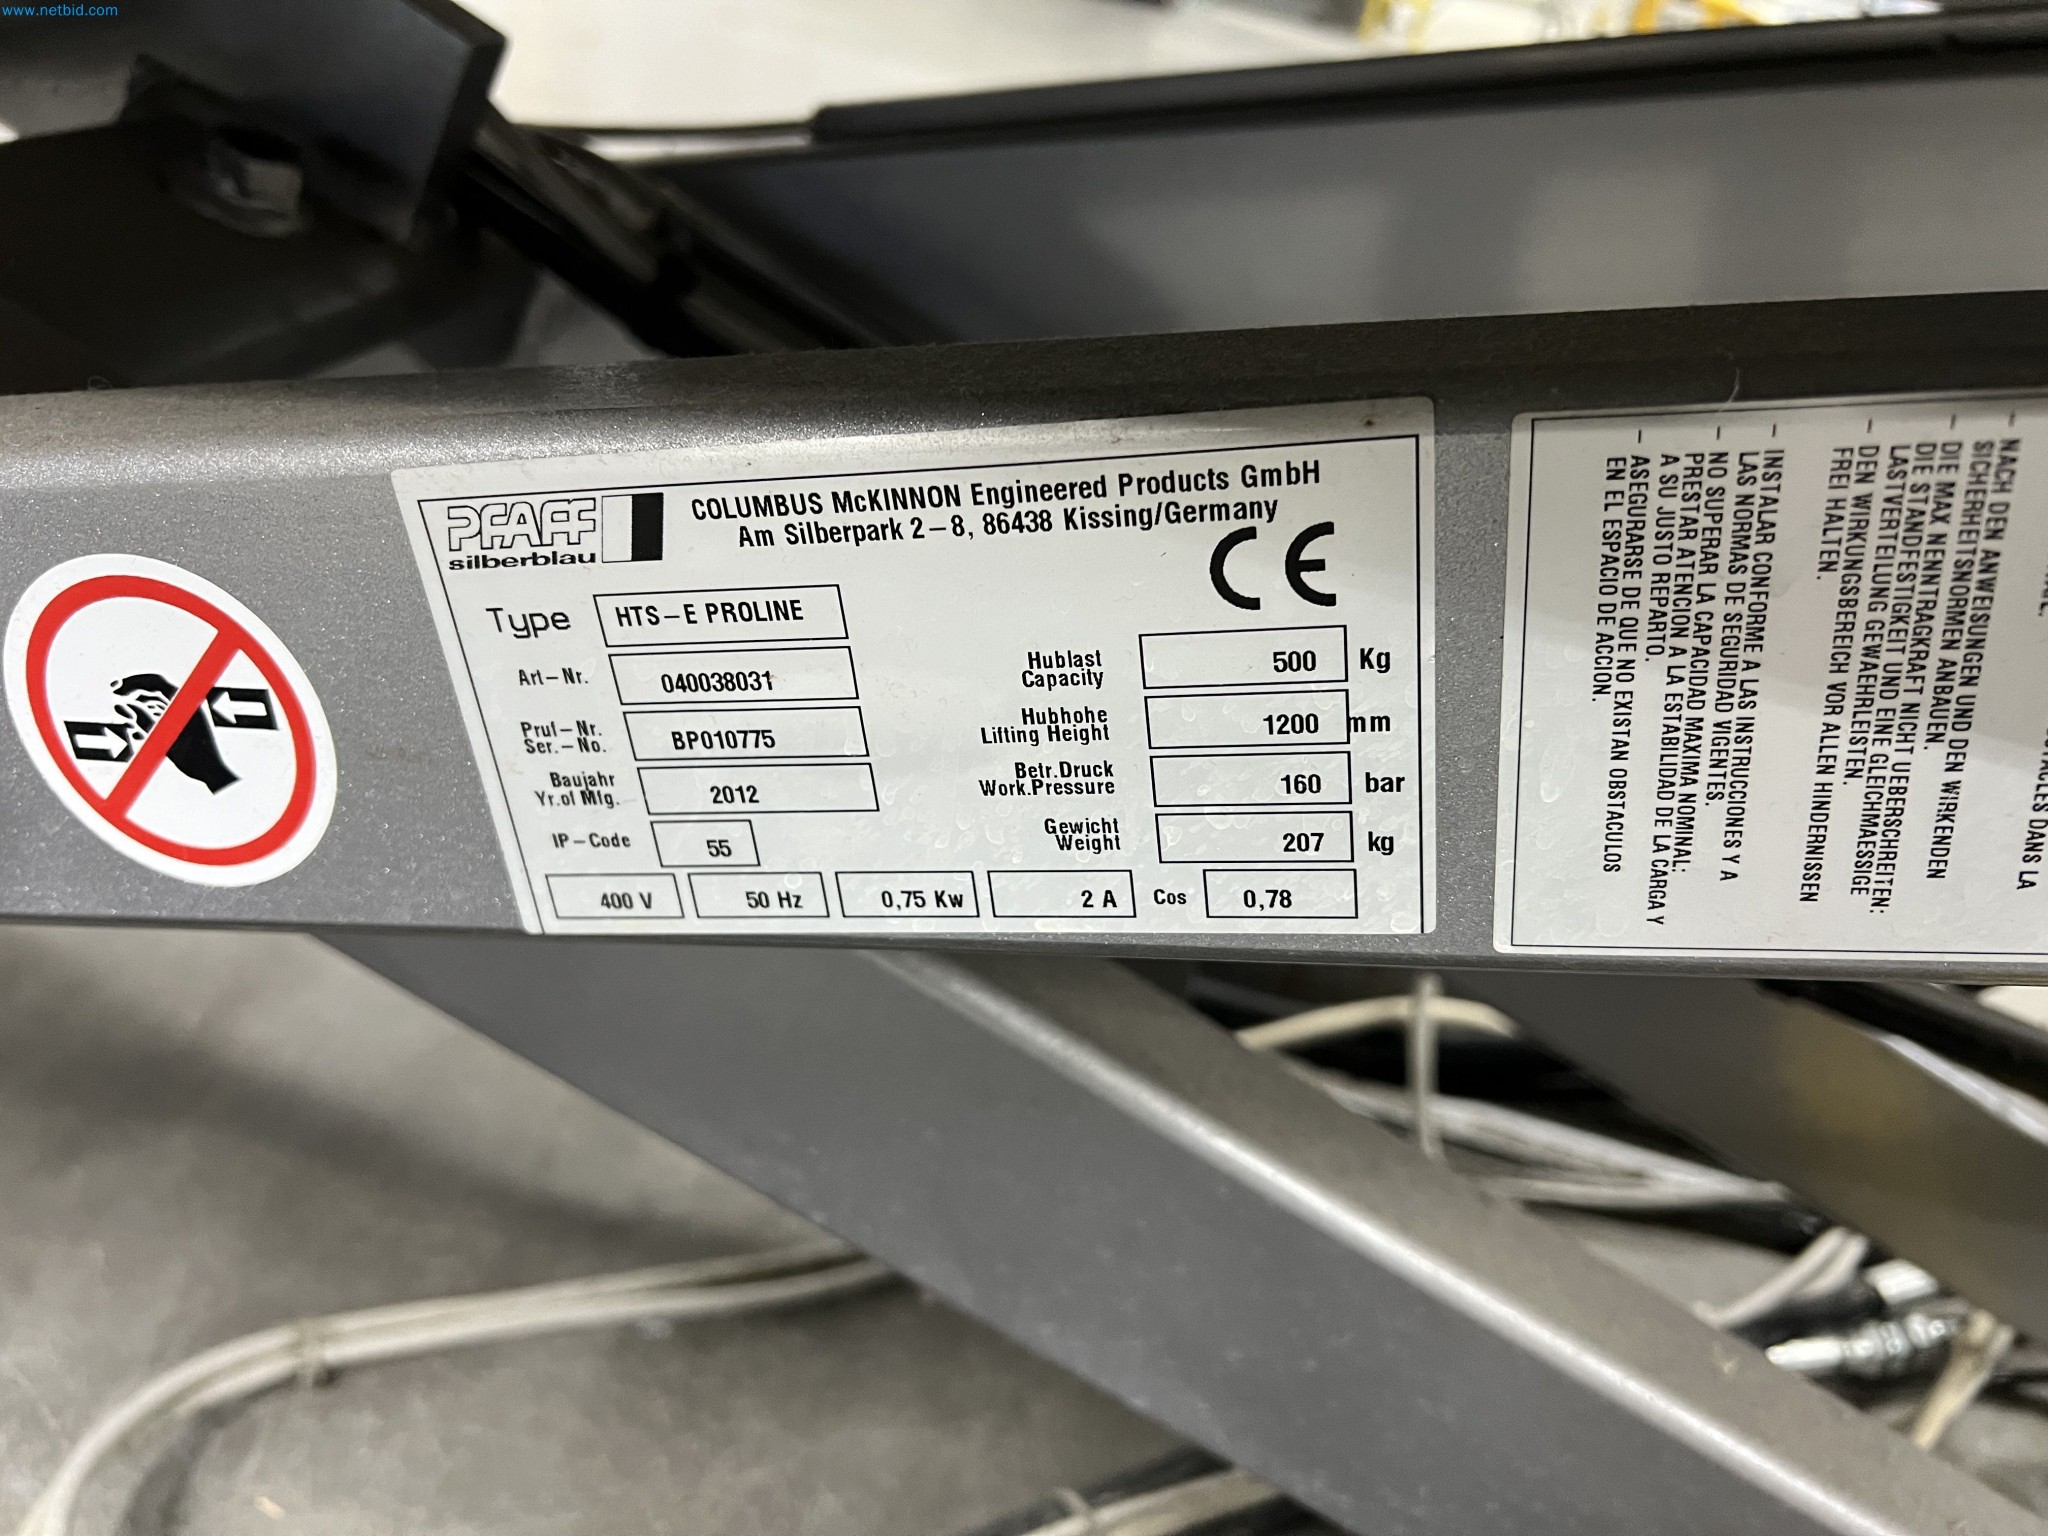 www.netbid.com
PFAFF
silberblau
COLUMBUS McKINNON Engineered Products GmbH
Am Silberpark 2-8, 86438 Kissing/Germany
CE
Type HTS-E PROLINE
Art-Nr. 040038031
Pruf-Nr.
Ser.-No. BP010775
Baujahr
Yr.of Mfg. 2012
IP-Code 55
Hublast
Capacity 500 Kg
Hubhohe
Lifting Height 1200 mm
Betr.Druck
Work.Pressure 160 bar
Gewicht
Weight 207 kg
400 V 50 Hz 0,75 Kw 2 A Cos 0,78
DANS LA
- NACH DEN ANWEISUNGEN UND DEN WIRKENDEN
SICHERHEITSNORMEN ANBAUEN.
- DIE MAX NENNTRAGKRAFT NICHT UEBERSCHREITEN:
DIE STANDFESTIGKEIT UND EINE GLEICHMAESSIGE
LASTVERTEILUNG GEWAEHRLEISTEN.
- DEN WIRKUNGSBEREICH VOR ALLEN HINDERNISSEN
FREI HALTEN.
- INSTALAR CONFORME A LAS INSTRUCCIONES Y A
LAS NORMAS DE SEGURIDAD VIGENTES.
- NO SUPERAR LA CAPACIDAD MAXIMA NOMINAL:
PRESTAR ATENCION A LA ESTABILIDAD DE LA CARGA Y
A SU JUSTO REPARTO.
- ASEGURARSE DE QUE NO EXISTAN OBSTACULOS
EN EL ESPACIO DE ACCION.